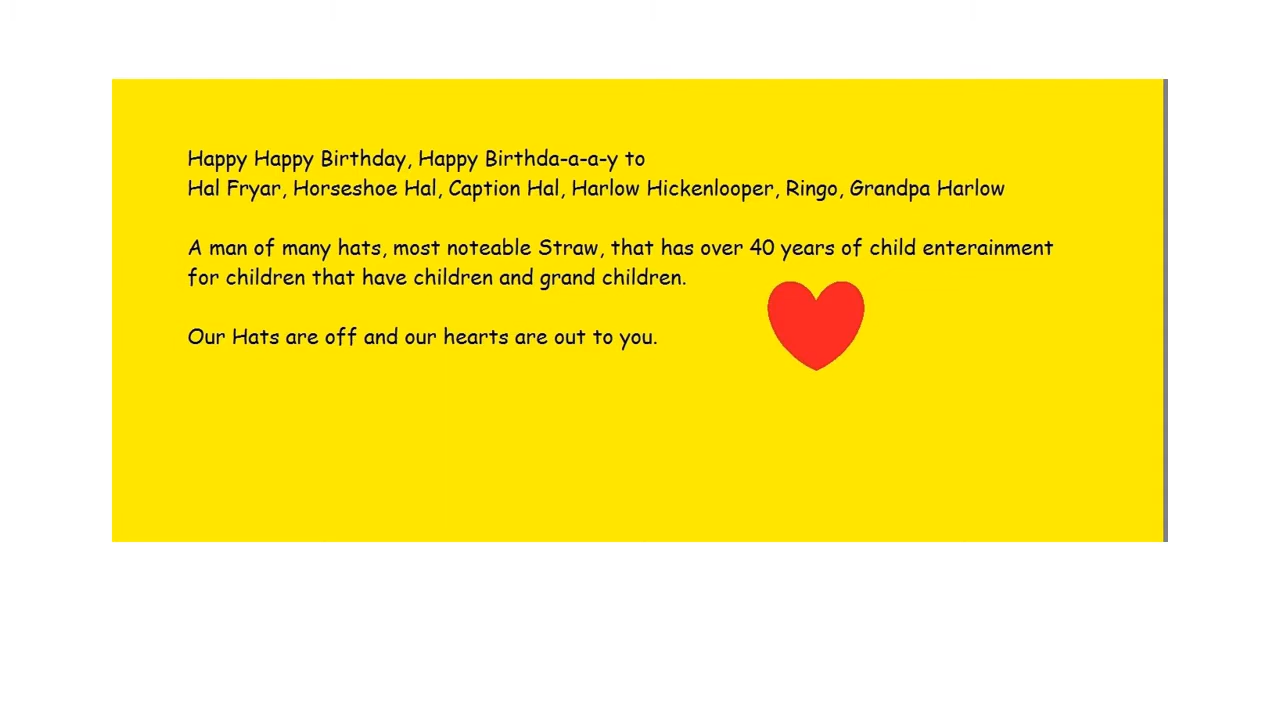 Happy Happy Birthday, Happy Birthda-a-a-y to
Hal Fryar, Horseshoe Hal, Caption Hal, Harlow Hickenlooper, Ringo, Grandpa Harlow
A man of many hats, most noteable Straw, that has over 40 years of child enterainment
for children that have children and grand children.
Our Hats are off and our hearts are out to you.